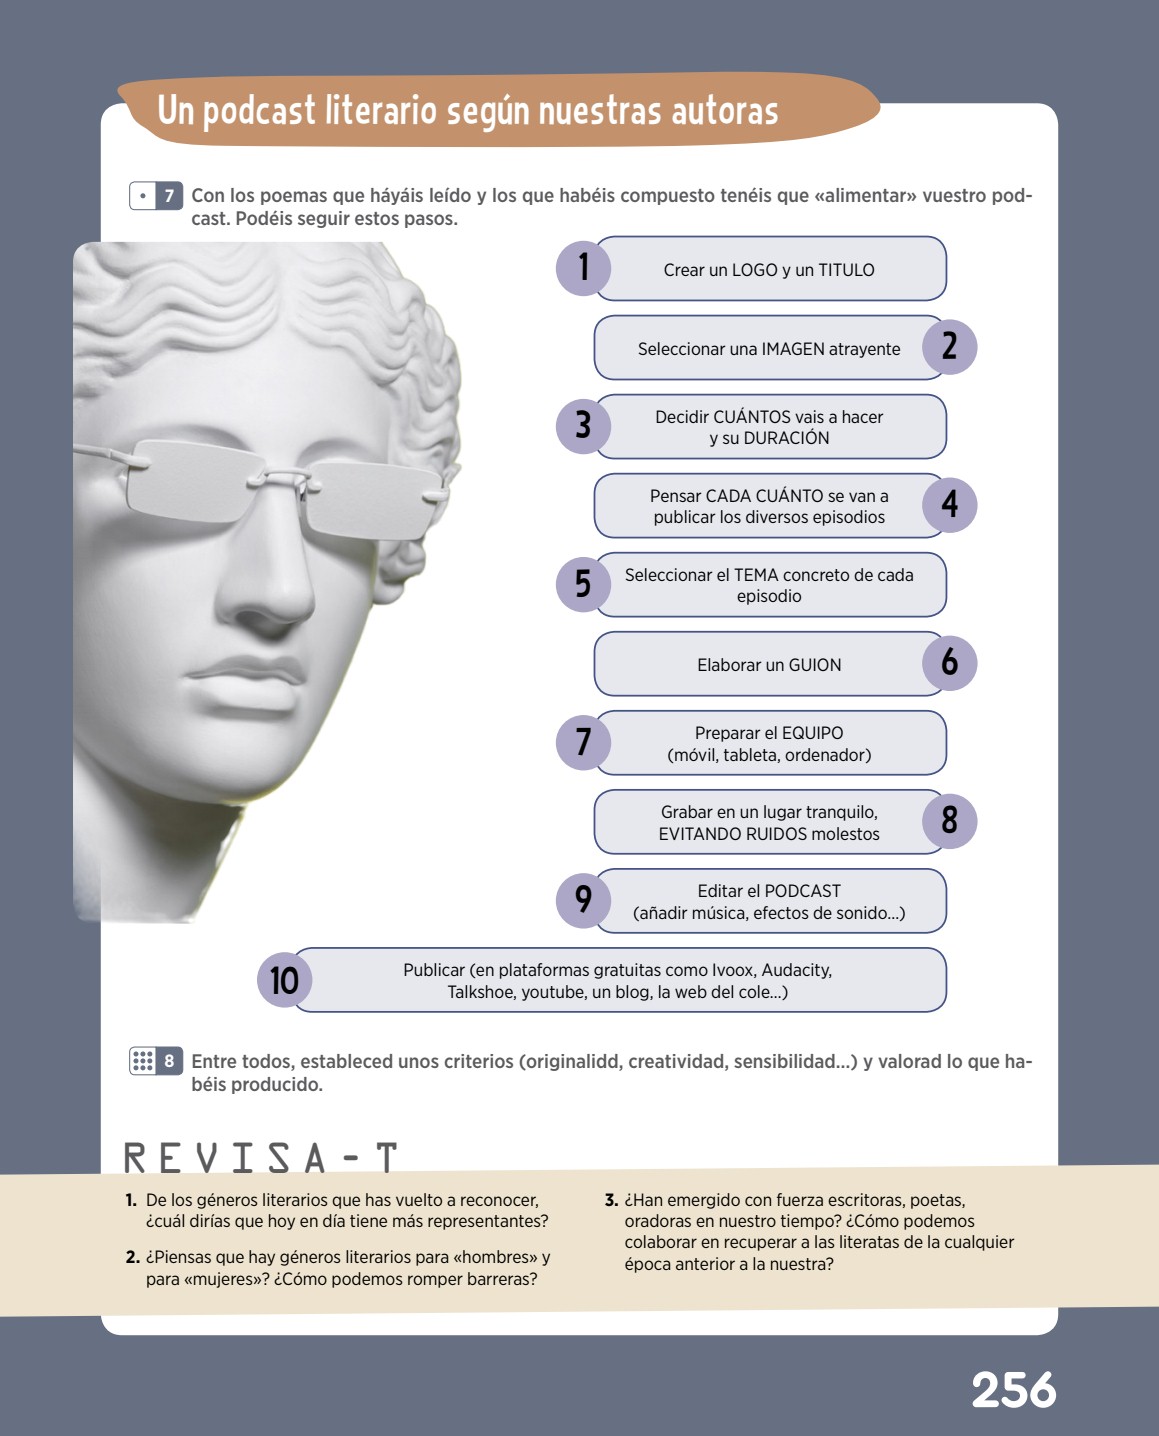 Un podcast literario según nuestras autoras
7 Con los poemas que háyáis leído y los que habéis compuesto tenéis que «alimentar» vuestro pod-
cast. Podéis seguir estos pasos.
1 Crear un LOGO y un TITULO
Seleccionar una IMAGEN atrayente 2
3 Decidir CUÁNTOS vais a hacer
y su DURACIÓN
Pensar CADA CUÁNTO se van a 4
publicar los diversos episodios
5 Seleccionar el TEMA concreto de cada
episodio
Elaborar un GUION 6
7 Preparar el EQUIPO
(móvil, tableta, ordenador)
Grabar en un lugar tranquilo, 8
EVITANDO RUIDOS molestos
9 Editar el PODCAST
(añadir música, efectos de sonido...)
10 Publicar (en plataformas gratuitas como Ivoox, Audacity,
Talkshoe, youtube, un blog, la web del cole...)
8 Entre todos, estableced unos criterios (originalidd, creatividad, sensibilidad...) y valorad lo que ha-
béis producido.
REVISA-T
1. De los géneros literarios que has vuelto a reconocer,
¿cuál dirías que hoy en día tiene más representantes?
2. ¿Piensas que hay géneros literarios para «hombres» y
para «mujeres»? ¿Cómo podemos romper barreras?
3. ¿Han emergido con fuerza escritoras, poetas,
oradoras en nuestro tiempo? ¿Cómo podemos
colaborar en recuperar a las literatas de la cualquier
época anterior a la nuestra?
256